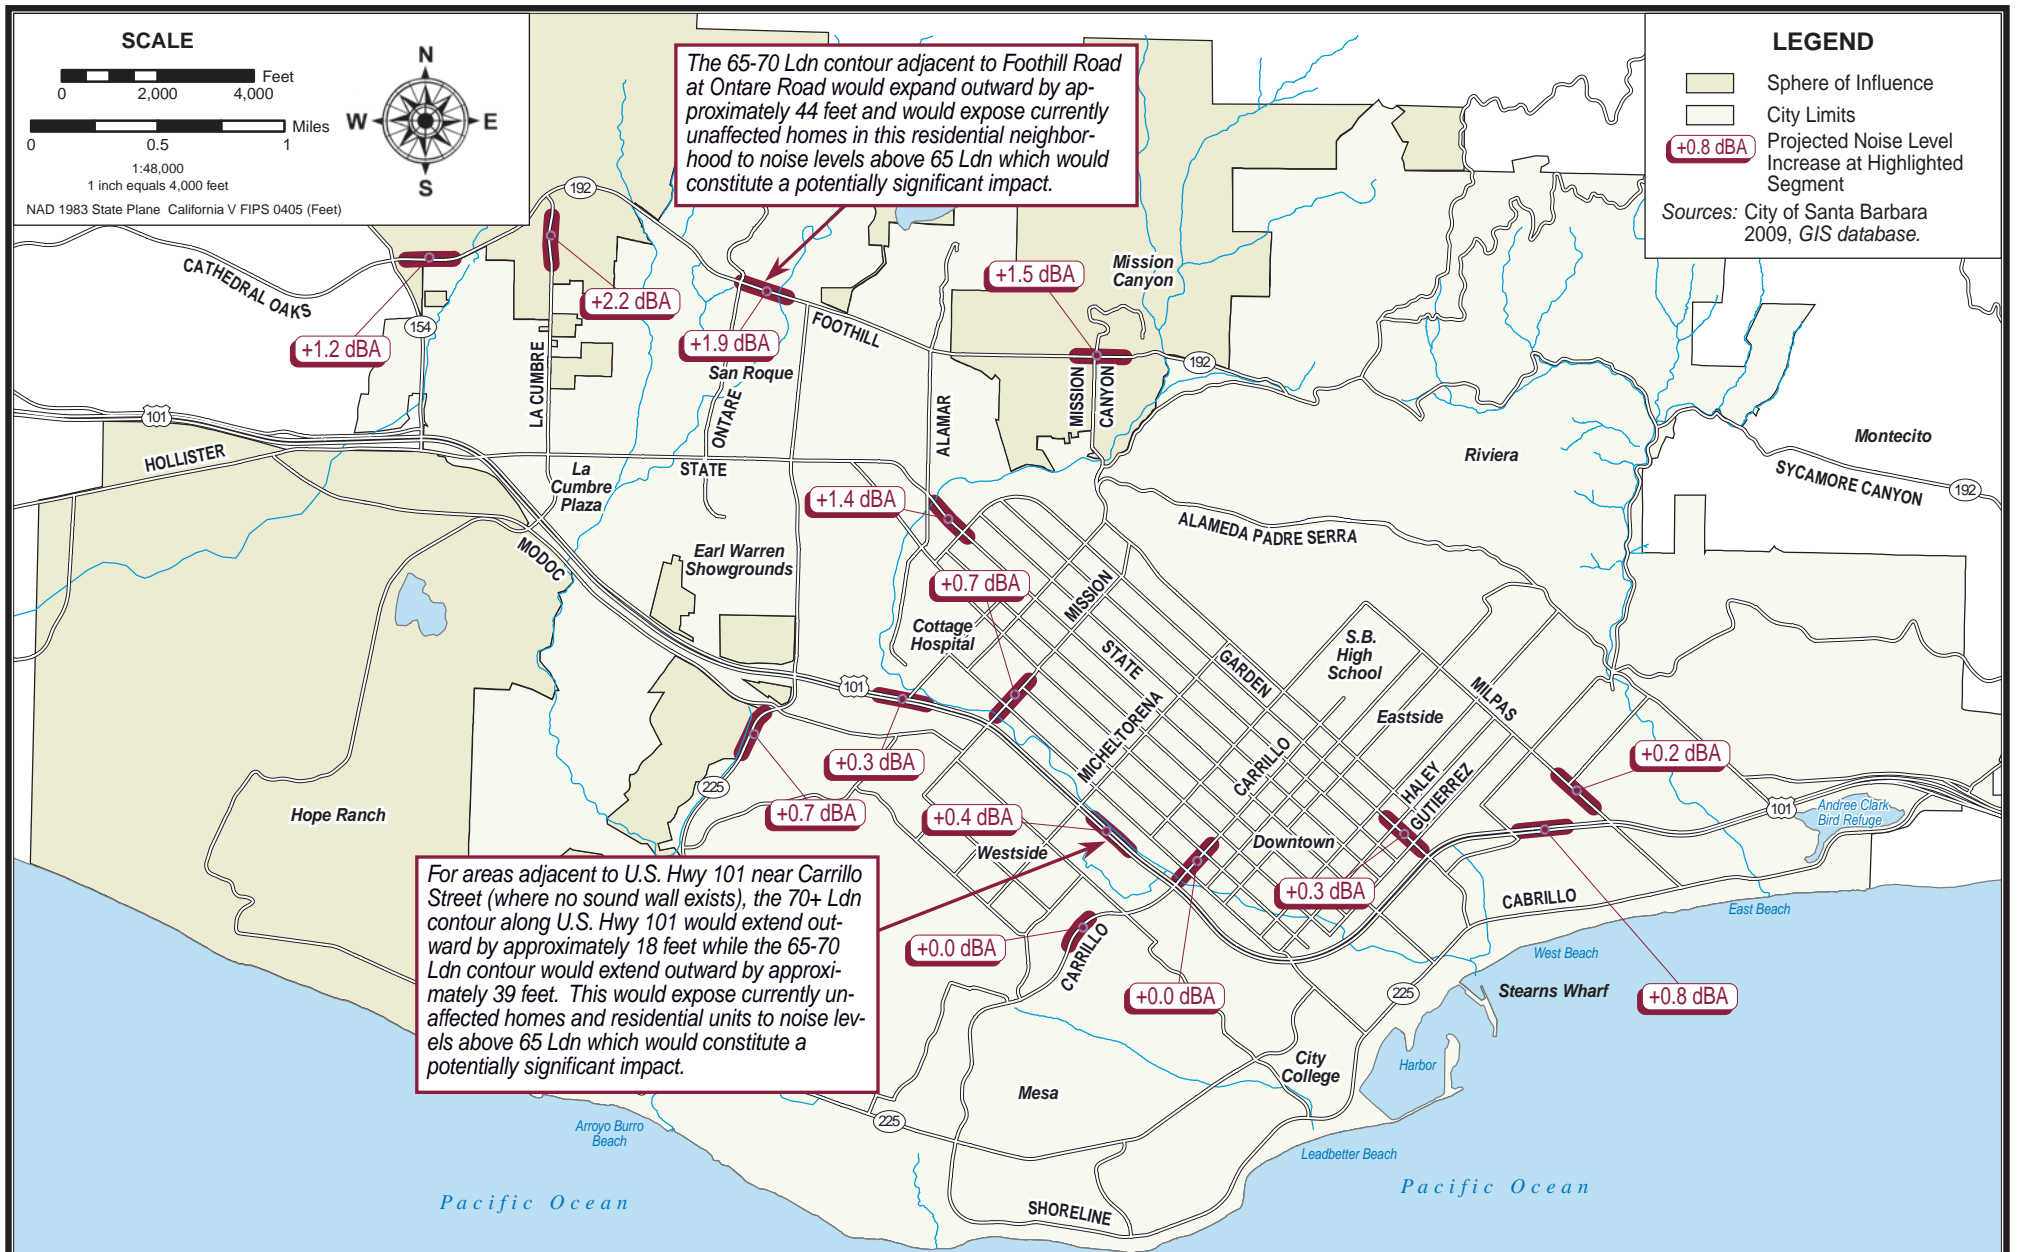 SCALE
Feet
0 2,000 4,000
Miles
0 0.5 1
1:48,000
1 inch equals 4,000 feet
NAD 1983 State Plane California V FIPS 0405 (Feet)
N
W E
S
The 65-70 Ldn contour adjacent to Foothill Road
at Ontare Road would expand outward by ap-
proximately 44 feet and would expose currently
unaffected homes in this residential neighbor-
hood to noise levels above 65 Ldn which would
constitute a potentially significant impact.
LEGEND
Sphere of Influence
City Limits
+0.8 dBA
Projected Noise Level
Increase at Highlighted
Segment
Sources: City of Santa Barbara
2009, GIS database.
192
CATHEDRAL OAKS
+1.2 dBA
154
+2.2 dBA
LA CUMBRE
+1.9 dBA
San Roque
ONTARE
FOOTHILL
ALAMAR
+1.5 dBA
Mission
Canyon
MISSION
CANYON
192
101
HOLLISTER
La
Cumbre
Plaza
STATE
MODOC
Earl Warren
Showgrounds
+1.4 dBA
+0.7 dBA
Cottage
Hospital
MISSION
STATE
MICHELTORENA
GARDEN
ALAMEDA PADRE SERRA
Riviera
Montecito
SYCAMORE CANYON
192
S.B.
High
School
Eastside
MILPAS
CARRILLO
HALEY
GUTIERREZ
Downtown
+0.2 dBA
101
Andree Clark
Bird Refuge
101
+0.3 dBA
+0.7 dBA
225
Hope Ranch
+0.4 dBA
Westside
+0.3 dBA
CABRILLO
East Beach
West Beach
Stearns Wharf
+0.8 dBA
225
+0.0 dBA
CARRILLO
+0.0 dBA
For areas adjacent to U.S. Hwy 101 near Carrillo
Street (where no sound wall exists), the 70+ Ldn
contour along U.S. Hwy 101 would extend out-
ward by approximately 18 feet while the 65-70
Ldn contour would extend outward by approxi-
mately 39 feet. This would expose currently un-
affected homes and residential units to noise lev-
els above 65 Ldn which would constitute a
potentially significant impact.
City
College
Harbor
Mesa
225
Arroyo Burro
Beach
Leadbetter Beach
SHORELINE
Pacific Ocean
Pacific Ocean